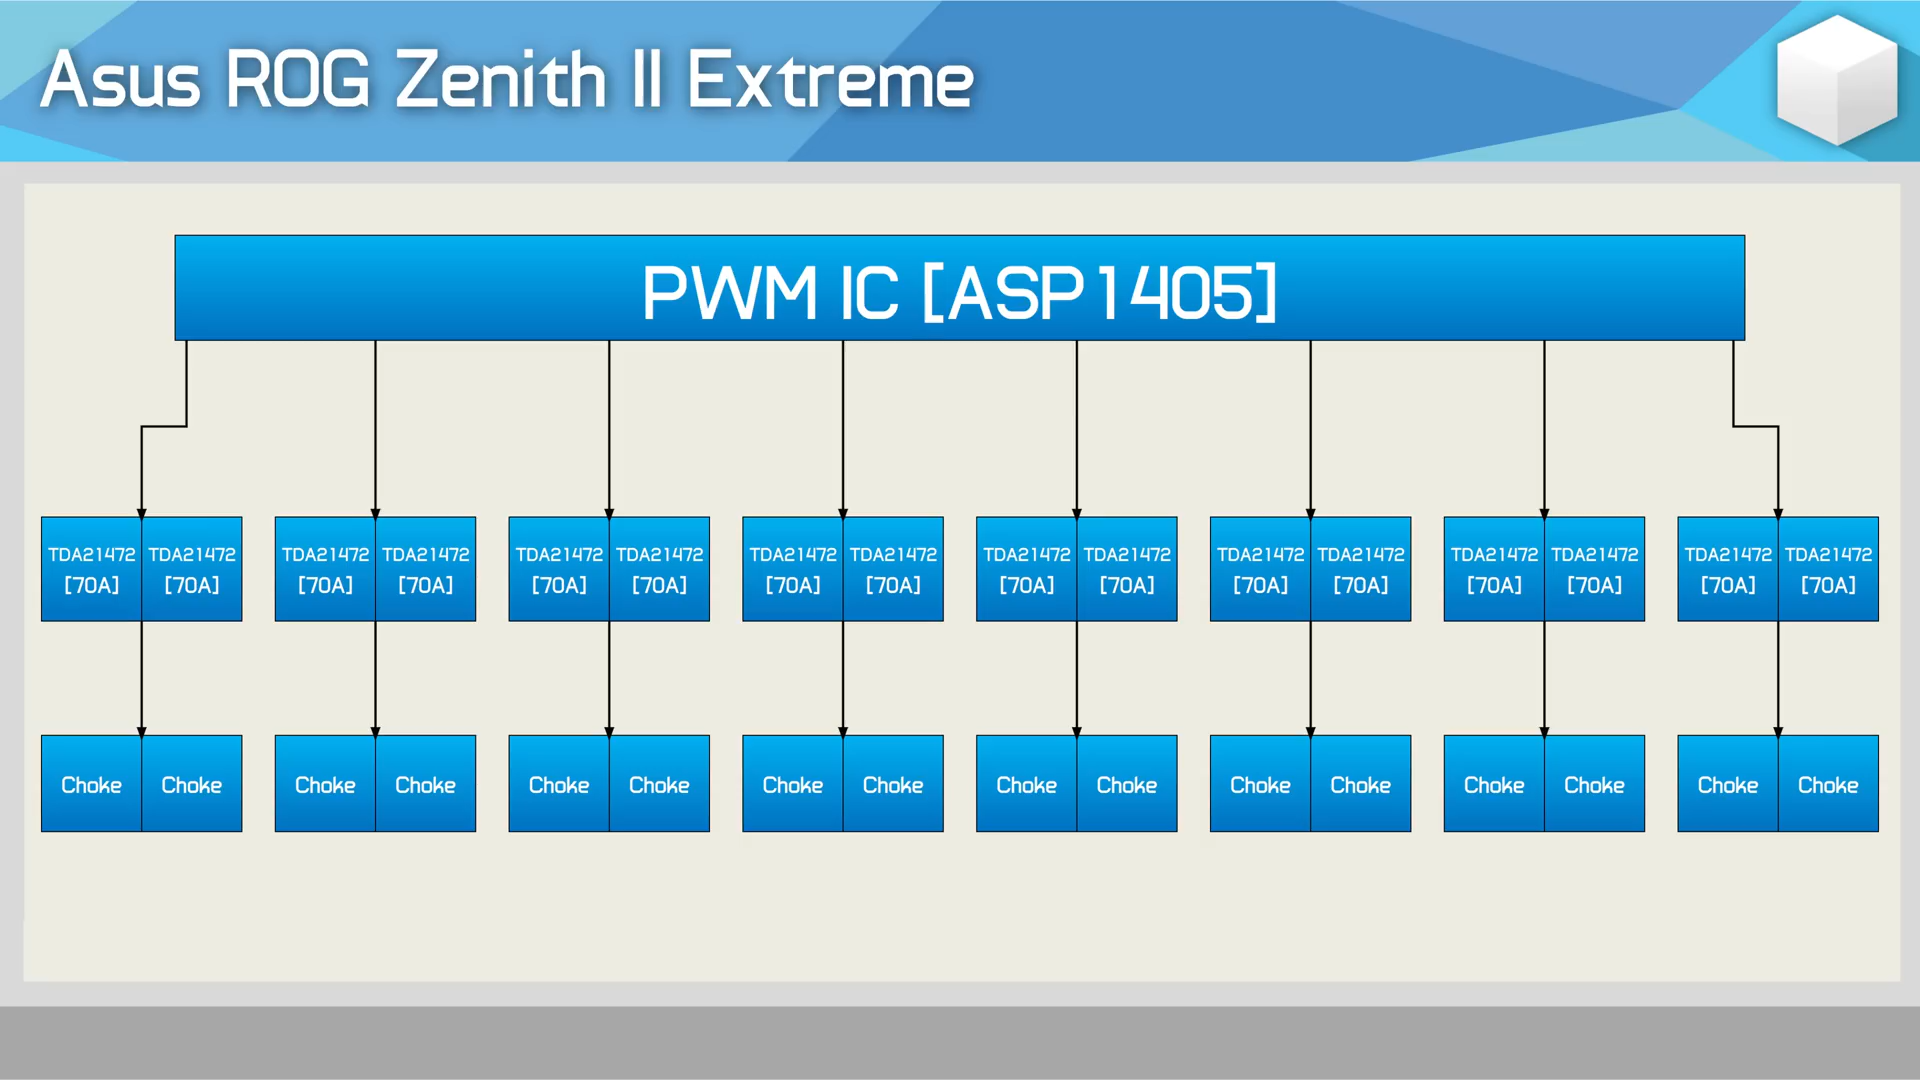 Asus ROG Zenith II Extreme
PWM IC [ASP1405]
TDA21472 TDA21472 TDA21472 TDA21472 TDA21472 TDA21472 TDA21472 TDA21472 TDA21472 TDA21472 TDA21472 TDA21472 TDA21472 TDA21472 TDA21472 TDA21472
[70A] [70A] [70A] [70A] [70A] [70A] [70A] [70A] [70A] [70A] [70A] [70A] [70A] [70A] [70A] [70A]
Choke Choke Choke Choke Choke Choke Choke Choke Choke Choke Choke Choke Choke Choke Choke Choke